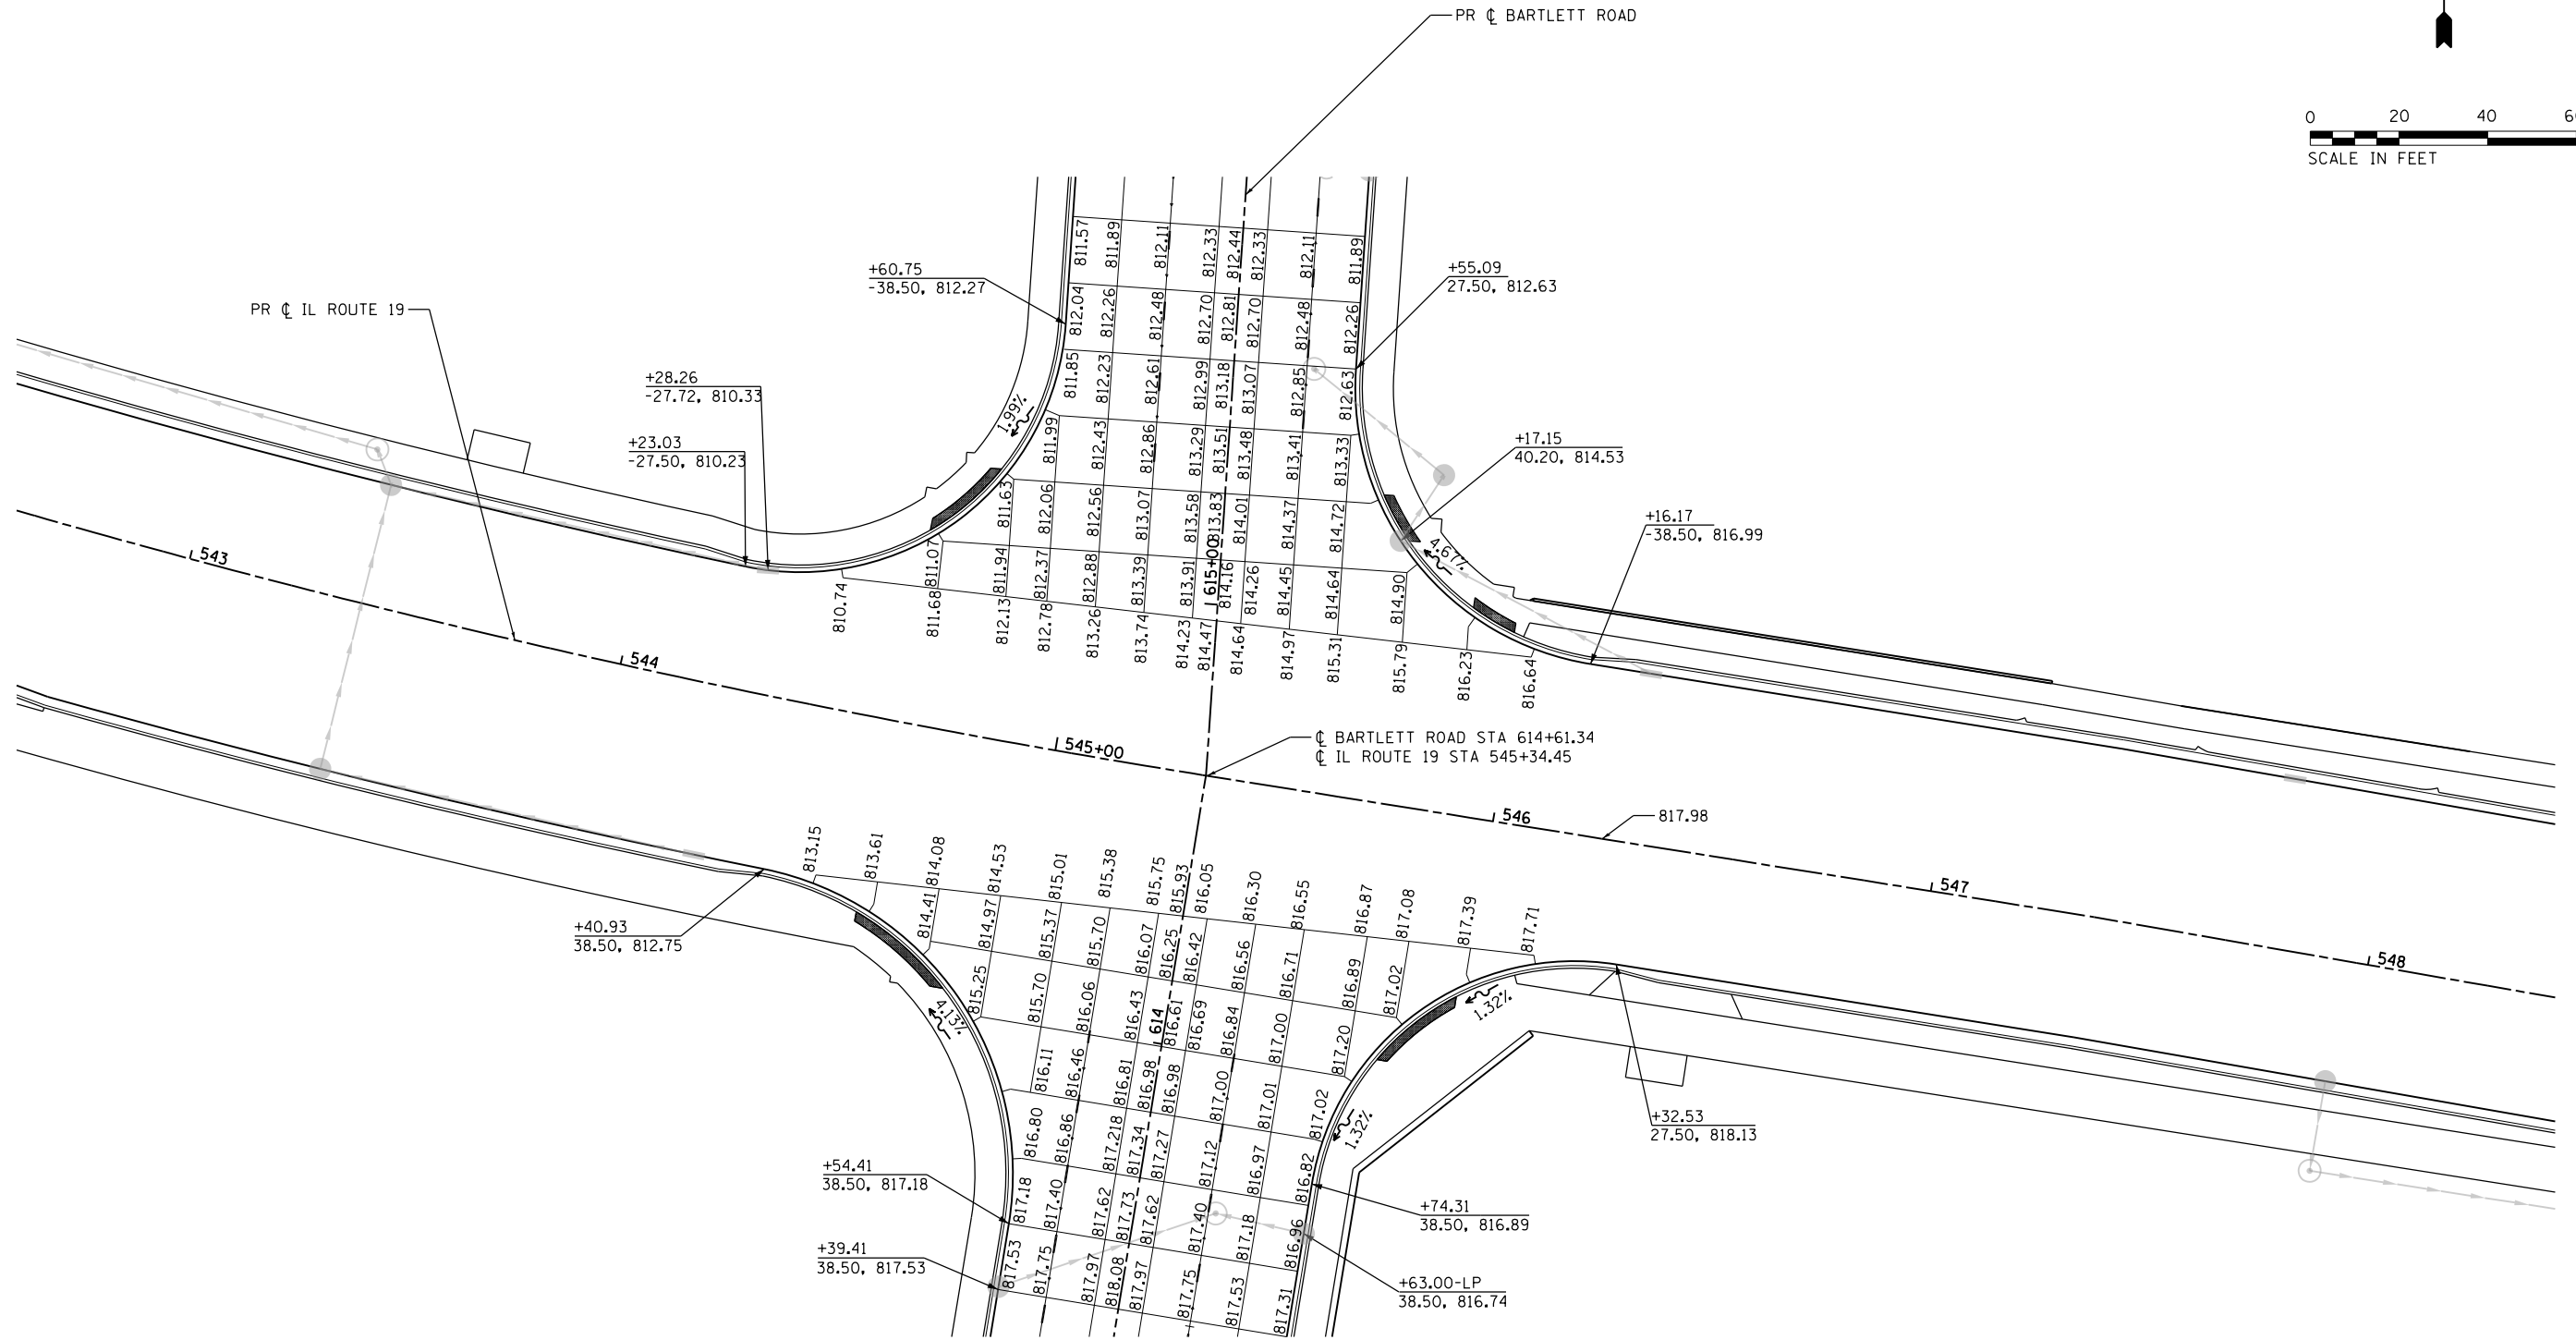 PR ℄ BARTLETT ROAD
0 20 40
SCALE IN FEET
811.57 811.89 812.11 812.33 812.44 812.33 812.11 811.89
+60.75
-38.50, 812.27
+55.09
27.50, 812.63
PR ℄ IL ROUTE 19
812.04 812.26 812.48 812.70 812.81 812.70 812.48 812.26
+28.26
-27.72, 810.33
811.85 812.23 812.61 812.99 813.18 813.07 812.85 812.63
1.99%
+23.03
-27.50, 810.23
+17.15
40.20, 814.53
811.99 812.43 812.86 813.29 813.51 813.48 813.41 813.33
811.63 812.06 812.56 813.07 813.58 813.83 814.01 814.37 814.72
+16.17
-38.50, 816.99
4.67%
543
811.07 811.94 812.37 812.88 813.39 813.91 814.16 814.26 814.45 814.64 814.90
615+00
810.74 811.68 812.13 812.78 813.26 813.74 814.23 814.47 814.64 814.97 815.31 815.79 816.23 816.64
544
545+00
℄ BARTLETT ROAD STA 614+61.34
℄ IL ROUTE 19 STA 545+34.45
546
817.98
547
548
813.15 813.61 814.08 814.53 815.01 815.38 815.75 815.93 816.05 816.30 816.55 816.87 817.08 817.39 817.71
+40.93
38.50, 812.75
814.41 814.97 815.37 815.70 816.07 816.25 816.42 816.56 816.71 816.89 817.02
815.25 815.70 816.06 816.43 816.61 816.69 816.84 817.00 817.20
4.13%
614
1.32%
816.11 816.46 816.81 816.98 816.98 817.00 817.01 817.02
1.32%
+32.53
27.50, 818.13
816.80 816.86 817.218 817.34 817.27 817.12 816.97 816.82
+54.41
38.50, 817.18
817.18 817.40 817.62 817.73 817.62 817.40 817.18 816.96
+74.31
38.50, 816.89
+39.41
38.50, 817.53
817.53 817.75 817.97 818.08 817.97 817.75 817.53 817.31
+63.00-LP
38.50, 816.74